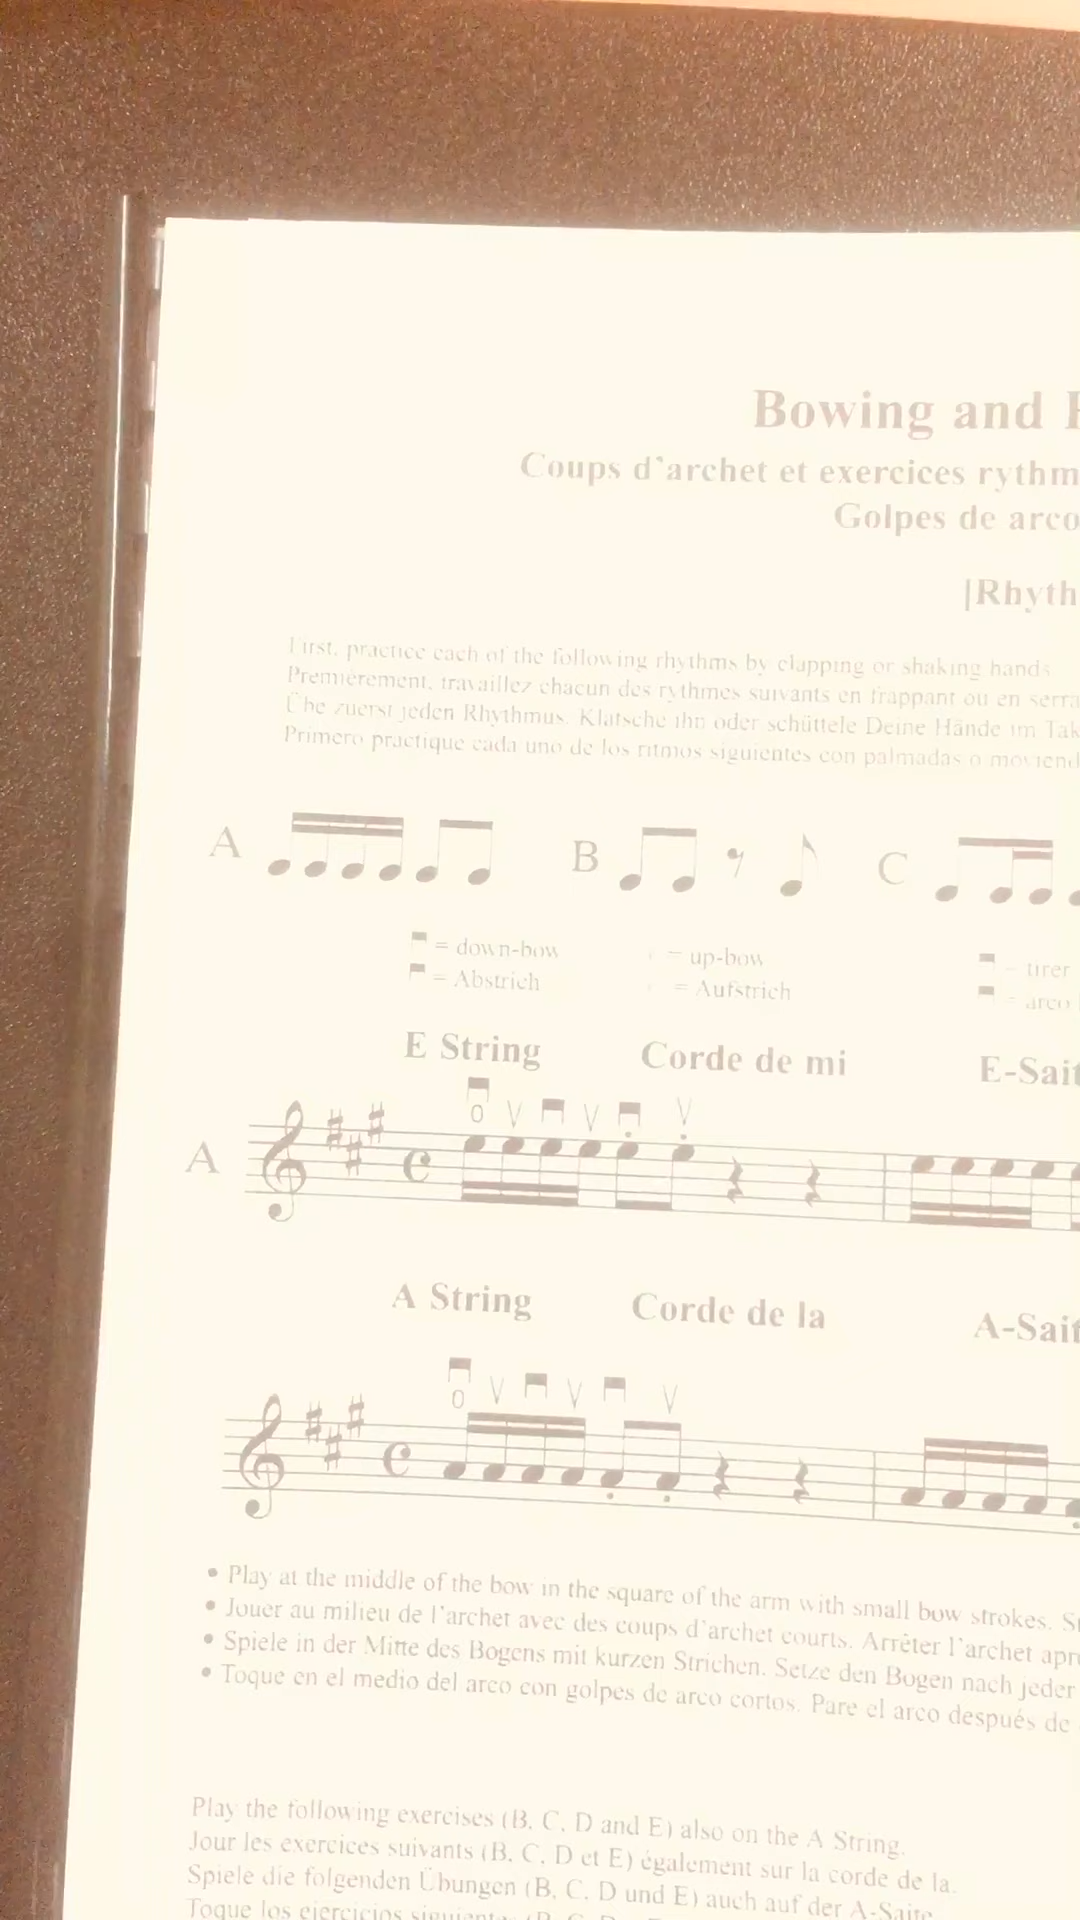 Bowing and
Coups d'archet et exercices rythm
Golpes de arco
Rhyth
First, practice each of the following rhythms by clapping or shaking hands
Premièrement, travaillez chacun des rythmes suivants en frappant ou en serra
Übe zuerst jeden Rhythmus. Klatsche ihn oder schüttele Deine Hände im Tak
Primero practique cada uno de los ritmos siguientes con palmadas o moviend
A B C
= down-bow = up-bow = tirer
= Abstrich = Aufstrich = arco
E String Corde de mi E-Sait
0 V V V
A
A String Corde de la A-Sait
0 V V V
• Play at the middle of the bow in the square of the arm with small bow strokes. St
• Jouer au milieu de l'archet avec des coups d'archet courts. Arrêter l'archet apr
• Spiele in der Mitte des Bogens mit kurzen Strichen. Setze den Bogen nach jeder
• Toque en el medio del arco con golpes de arco cortos. Pare el arco después de
Play the following exercises (B, C, D and E) also on the A String.
Jour les exercices suivants (B, C, D et E) également sur la corde de la.
Spiele die folgenden Übungen (B, C, D und E) auch auf der A-Saite
Toque los ejercicios